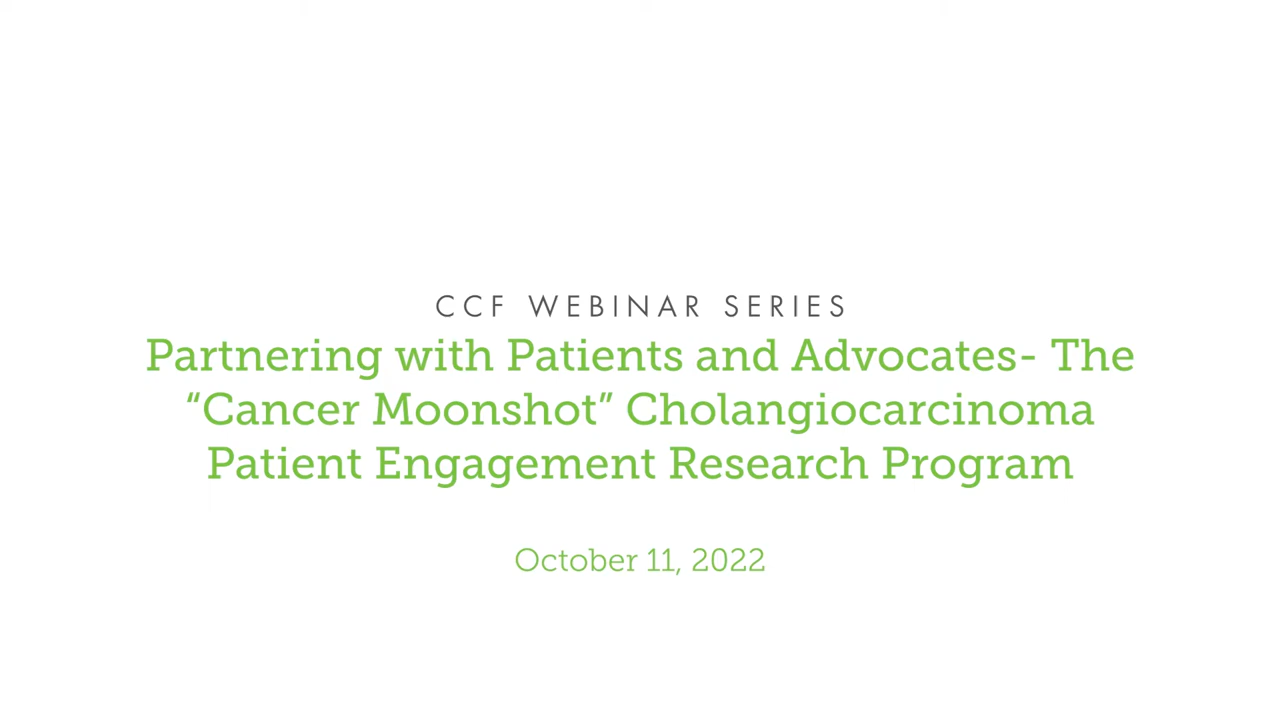 CCF WEBINAR SERIES
Partnering with Patients and Advocates- The
“Cancer Moonshot” Cholangiocarcinoma
Patient Engagement Research Program
October 11, 2022